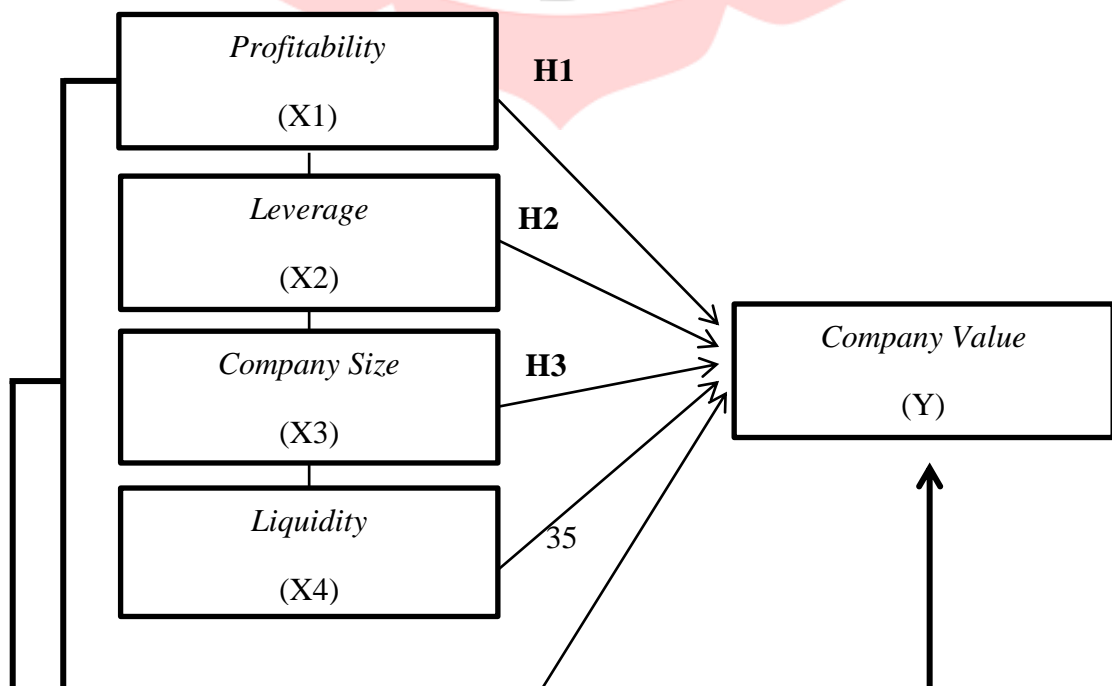 Profitability
(X1)
H1
Leverage
(X2)
H2
Company Size
(X3)
H3
Company Value
(Y)
Liquidity
(X4)
35